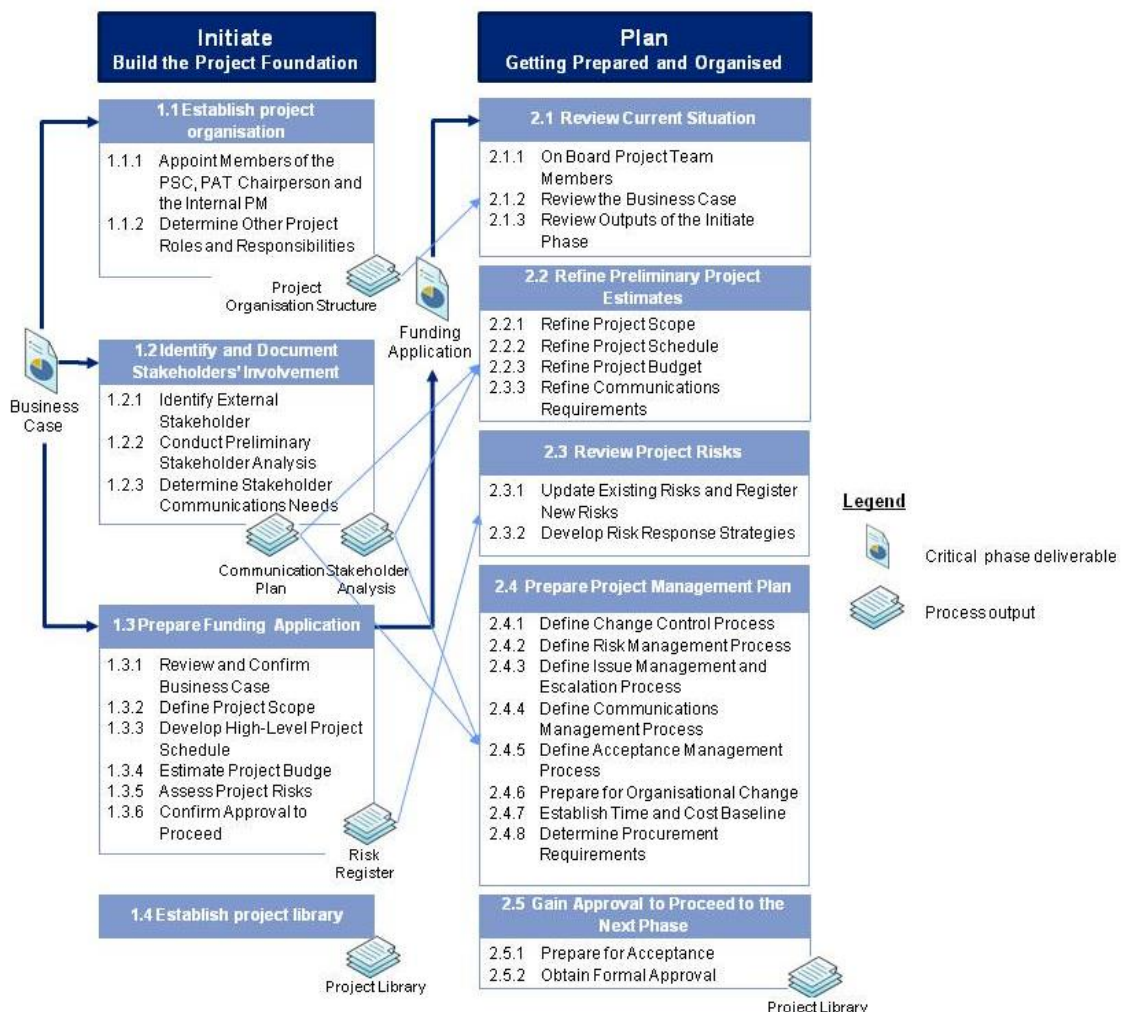 Initiate
Build the Project Foundation
1.1 Establish project
organisation
1.1.1 Appoint Members of the
PSC, PAT Chairperson and
the Internal PM
1.1.2 Determine Other Project
Roles and Responsibilities
Project
Organisation Structure
Business
Case
1.2 Identify and Document
Stakeholders' Involvement
1.2.1 Identify External
Stakeholder
1.2.2 Conduct Preliminary
Stakeholder Analysis
1.2.3 Determine Stakeholder
Communications Needs
Communication
Plan
Stakeholder
Analysis
1.3 Prepare Funding Application
1.3.1 Review and Confirm
Business Case
1.3.2 Define Project Scope
1.3.3 Develop High-Level Project
Schedule
1.3.4 Estimate Project Budget
1.3.5 Assess Project Risks
1.3.6 Confirm Approval to
Proceed
Risk
Register
1.4 Establish project library
Project Library
Funding
Application
Plan
Getting Prepared and Organised
2.1 Review Current Situation
2.1.1 On Board Project Team
Members
2.1.2 Review the Business Case
2.1.3 Review Outputs of the Initiate
Phase
2.2 Refine Preliminary Project
Estimates
2.2.1 Refine Project Scope
2.2.2 Refine Project Schedule
2.2.3 Refine Project Budget
2.3.3 Refine Communications
Requirements
2.3 Review Project Risks
2.3.1 Update Existing Risks and Register
New Risks
2.3.2 Develop Risk Response Strategies
2.4 Prepare Project Management Plan
2.4.1 Define Change Control Process
2.4.2 Define Risk Management Process
2.4.3 Define Issue Management and
Escalation Process
2.4.4 Define Communications
Management Process
2.4.5 Define Acceptance Management
Process
2.4.6 Prepare for Organisational Change
2.4.7 Establish Time and Cost Baseline
2.4.8 Determine Procurement
Requirements
2.5 Gain Approval to Proceed to the
Next Phase
2.5.1 Prepare for Acceptance
2.5.2 Obtain Formal Approval
Project Library
Legend
Critical phase deliverable
Process output